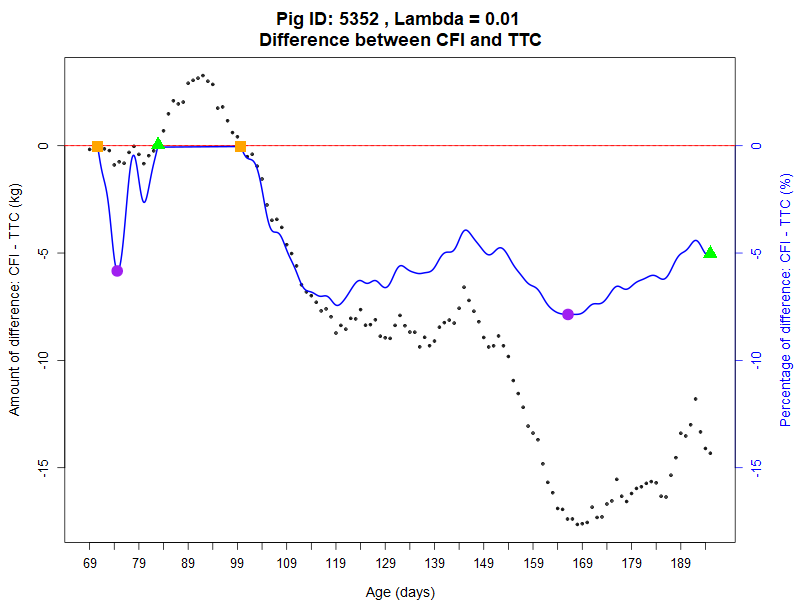 Pig ID: 5352 , Lambda = 0.01
Difference between CFI and TTC
Amount of difference: CFI - TTC (kg)
0
-5
-10
-15
0
-5
-10
-15
Percentage of difference: CFI - TTC (%)
69 79 89 99 109 119 129 139 149 159 169 179 189
Age (days)